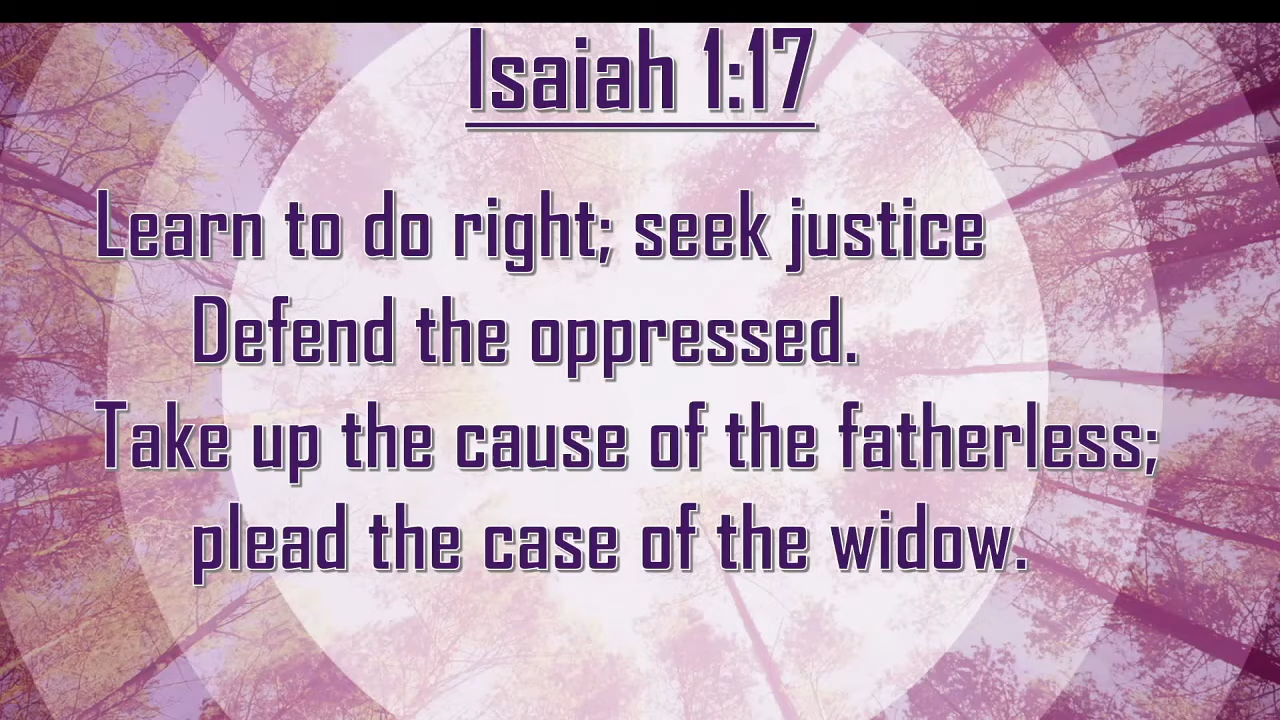 Isaiah 1:17
Learn to do right; seek justice
Defend the oppressed.
Take up the cause of the fatherless;
plead the case of the widow.